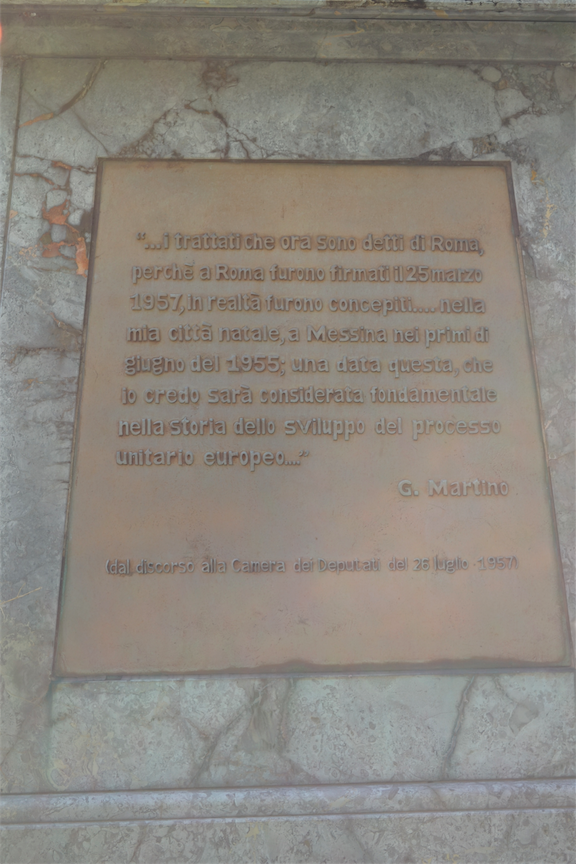 “...i trattati che ora sono detti di Roma,
perchè a Roma furono firmati il 25 marzo
1957, in realtà furono concepiti.... nella
mia città natale, a Messina nei primi di
giugno del 1955; una data questa, che
io credo sarà considerata fondamentale
nella storia dello sviluppo del processo
unitario europeo...”
G. Martino
(dal discorso alla Camera dei Deputati del 26 luglio - 1957)